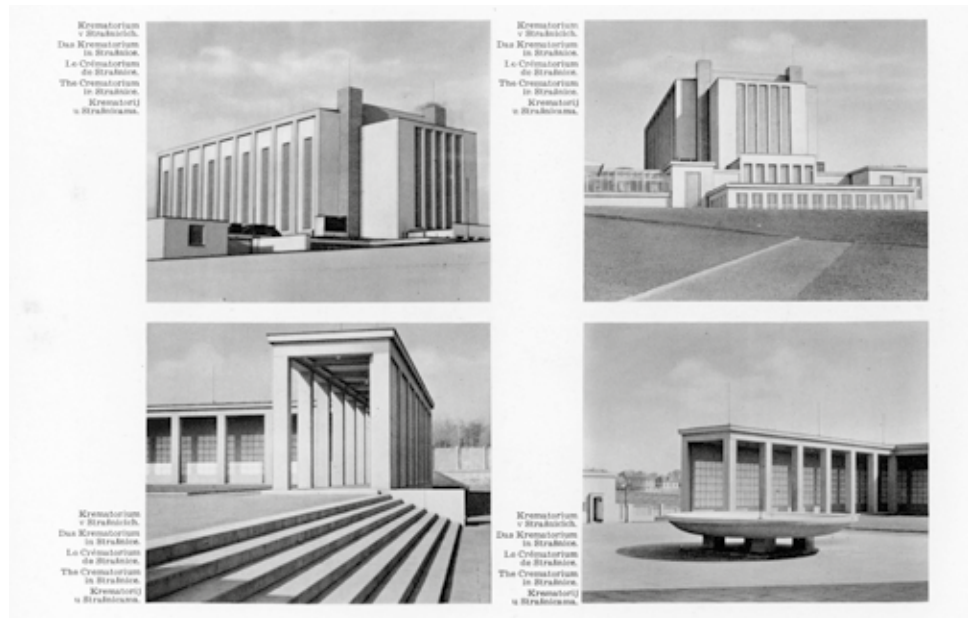 Krematorium
v Strašnicích.
Das Krematorium
in Strašnice.
Le Crématorium
de Strašnice.
The Crematorium
in Strašnice.
Krematorij
u Strašnicama.
Krematorium
v Strašnicích.
Das Krematorium
in Strašnice.
Le Crématorium
de Strašnice.
The Crematorium
in Strašnice.
Krematorij
u Strašnicama.
Krematorium
v Strašnicích.
Das Krematorium
in Strašnice.
Le Crématorium
de Strašnice.
The Crematorium
in Strašnice.
Krematorij
u Strašnicama.
Krematorium
v Strašnicích.
Das Krematorium
in Strašnice.
Le Crématorium
de Strašnice.
The Crematorium
in Strašnice.
Krematorij
u Strašnicama.